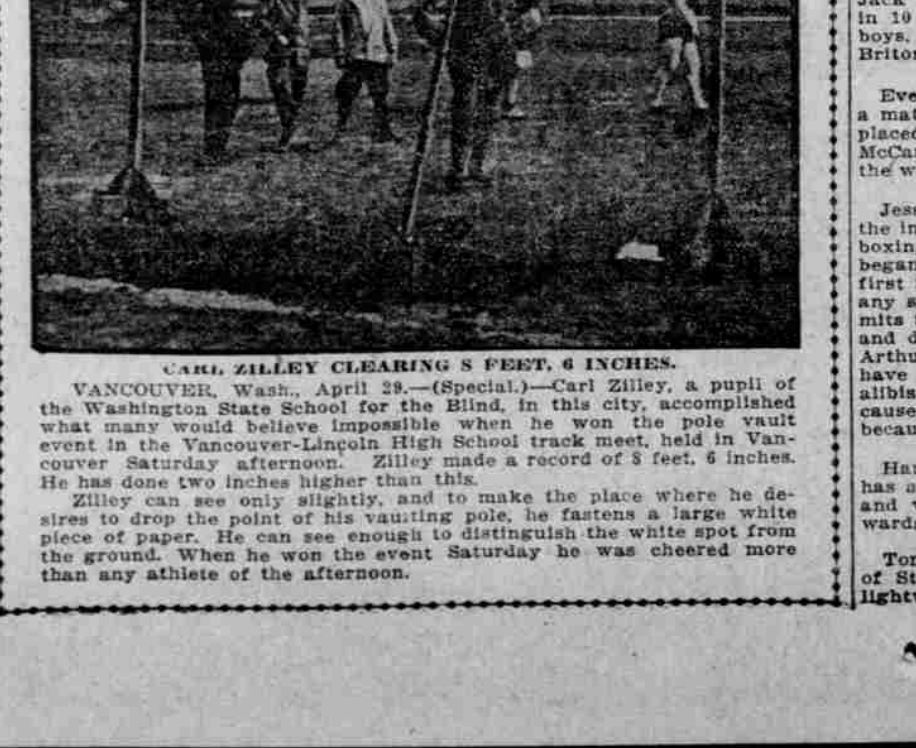 CARL ZILLEY CLEARING 8 FEET, 6 INCHES.
VANCOUVER, Wash., April 28.—(Special.)—Carl Zilley, a pupil of
the Washington State School for the Blind, in this city, accomplished
what many would believe impossible when he won the pole vault
event in the Vancouver-Lincoln High School track meet, held in Van-
couver Saturday afternoon. Zilley made a record of 8 feet, 6 inches.
He has done two inches higher than this.
Zilley can see only slightly, and to make the place where he de-
sires to drop the point of his vaulting pole, he fastens a large white
piece of paper. He can see enough to distinguish the white spot from
the ground. When he won the event Saturday he was cheered more
than any athlete of the afternoon.
in 10
boys.
Eve
a mat
placed
McCar
the w
Jes
the in
boxin
began
first
any s
mits
and d
Arthu
have
alibis
cause
becau
Har
has a
and
ward
Tom
of St
lightw